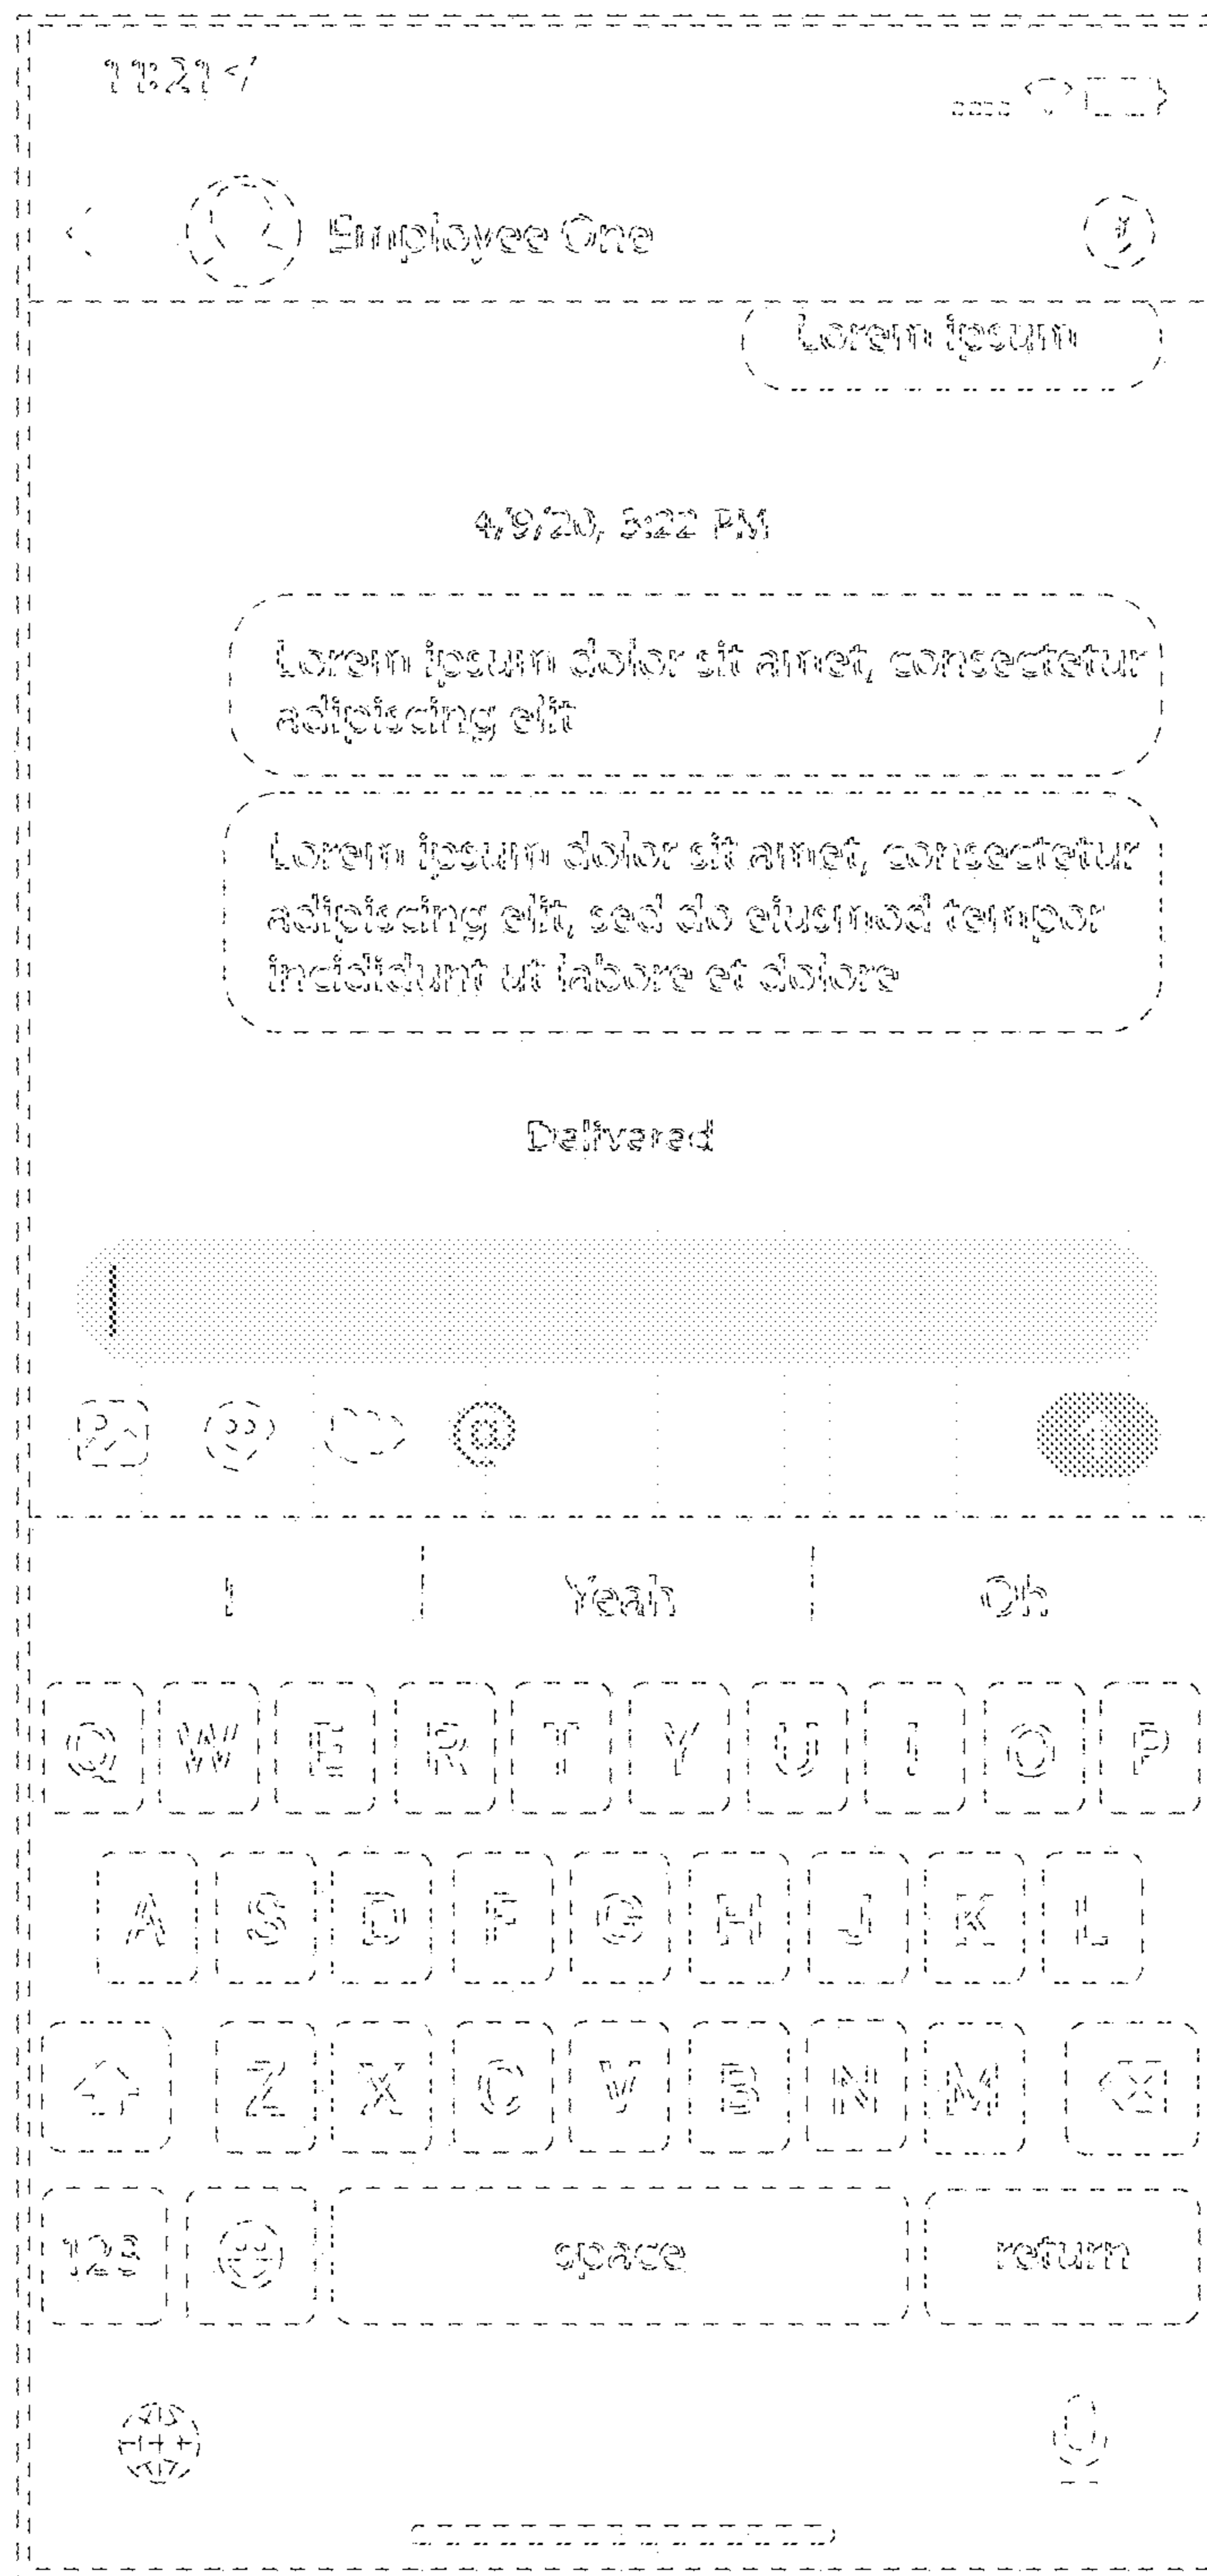 11:21
Employee One
Lorem ipsum
4/9/20, 5:22 PM
Lorem ipsum dolor sit amet, consectetur
adipiscing elit
Lorem ipsum dolor sit amet, consectetur
adipiscing elit, sed do eiusmod tempor
incididunt ut labore et dolore
Delivered
@
I Yeah Oh
Q W E R T Y U I O P
A S D F G H J K L
Z X C V B N M
123 space return